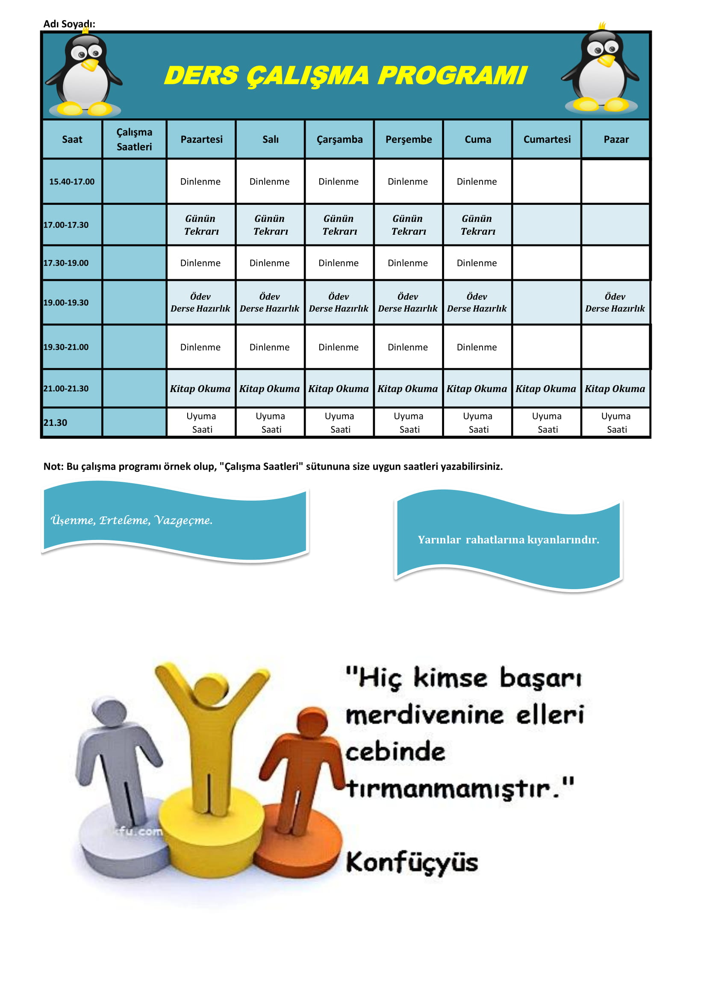 Adı Soyadı:
DERS ÇALIŞMA PROGRAMI
Saat Çalışma Saatleri Pazartesi Salı Çarşamba Perşembe Cuma Cumartesi Pazar
15.40-17.00 Dinlenme Dinlenme Dinlenme Dinlenme Dinlenme
17.00-17.30 Günün Tekrarı Günün Tekrarı Günün Tekrarı Günün Tekrarı Günün Tekrarı
17.30-19.00 Dinlenme Dinlenme Dinlenme Dinlenme Dinlenme
19.00-19.30 Ödev Derse Hazırlık Ödev Derse Hazırlık Ödev Derse Hazırlık Ödev Derse Hazırlık Ödev Derse Hazırlık Ödev Derse Hazırlık
19.30-21.00 Dinlenme Dinlenme Dinlenme Dinlenme Dinlenme
21.00-21.30 Kitap Okuma Kitap Okuma Kitap Okuma Kitap Okuma Kitap Okuma Kitap Okuma Kitap Okuma
21.30 Uyuma Saati Uyuma Saati Uyuma Saati Uyuma Saati Uyuma Saati Uyuma Saati Uyuma Saati
Not: Bu çalışma programı örnek olup, "Çalışma Saatleri" sütununa size uygun saatleri yazabilirsiniz.
Üşenme, Erteleme, Vazgeçme.
Yarınlar rahatlarına kıyanlarındır.
"Hiç kimse başarı
merdivenine elleri
cebinde
tırmanmamıştır."
Konfüçyüs